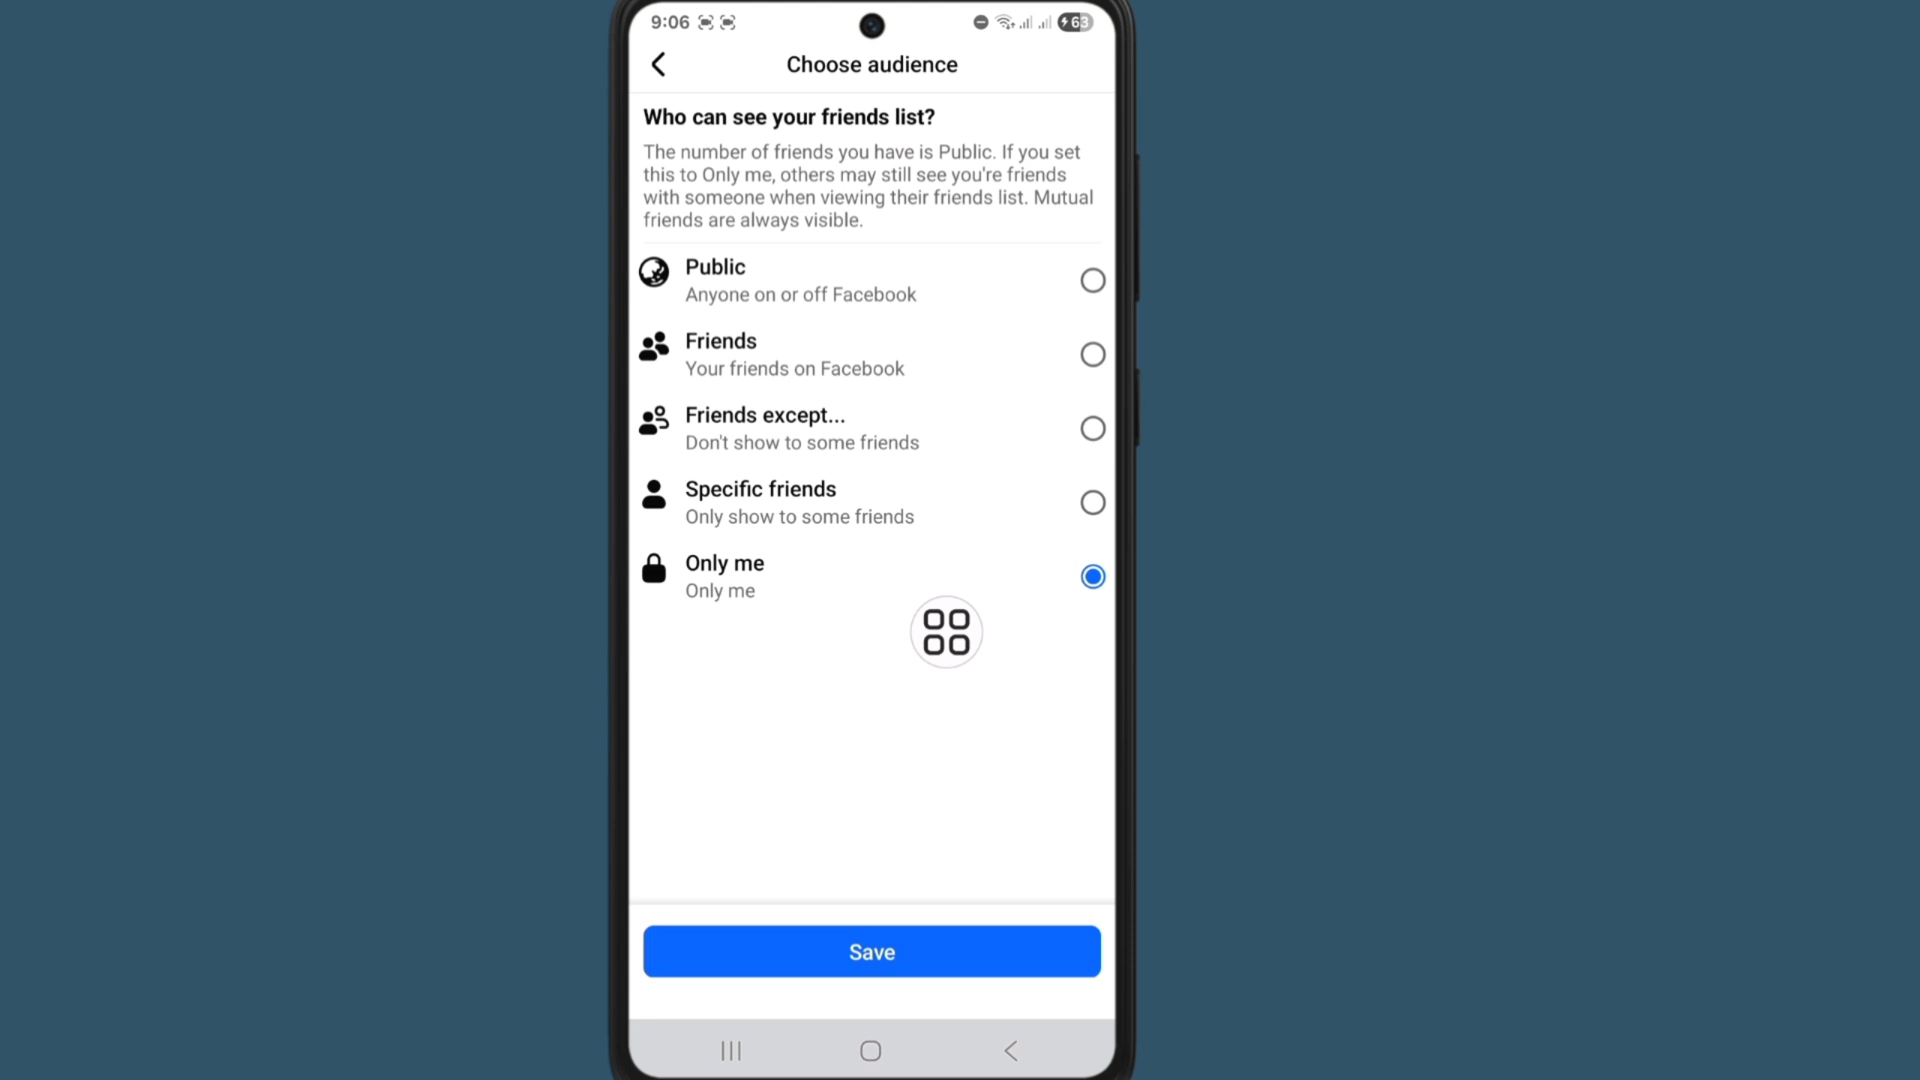 9:06
63
Choose audience
Who can see your friends list?
The number of friends you have is Public. If you set
this to Only me, others may still see you're friends
with someone when viewing their friends list. Mutual
friends are always visible.
Public
Anyone on or off Facebook
Friends
Your friends on Facebook
Friends except...
Don't show to some friends
Specific friends
Only show to some friends
Only me
Only me
Save